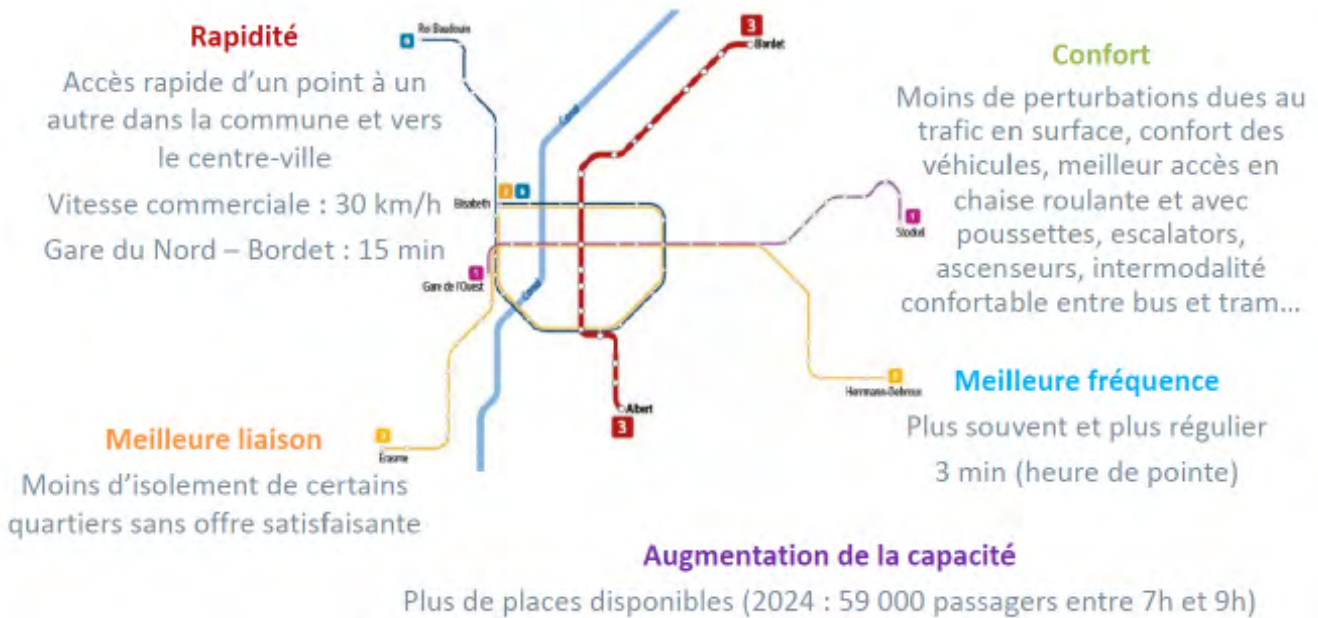 Rapidité
Accès rapide d'un point à un
autre dans la commune et vers
le centre-ville
Vitesse commerciale : 30 km/h
Gare du Nord – Bordet : 15 min
Meilleure liaison
Moins d'isolement de certains
quartiers sans offre satisfaisante
6
Roi Baudouin
3
Bordet
Canal
Elisabeth
2
6
1
Gare de l'Ouest
Canal
1
Stockel
5
Herrmann-Debroux
Albert
3
Erasme
Confort
Moins de perturbations dues au
trafic en surface, confort des
véhicules, meilleur accès en
chaise roulante et avec
poussettes, escalators,
ascenseurs, intermodalité
confortable entre bus et tram...
Meilleure fréquence
Plus souvent et plus régulier
3 min (heure de pointe)
Augmentation de la capacité
Plus de places disponibles (2024 : 59 000 passagers entre 7h et 9h)